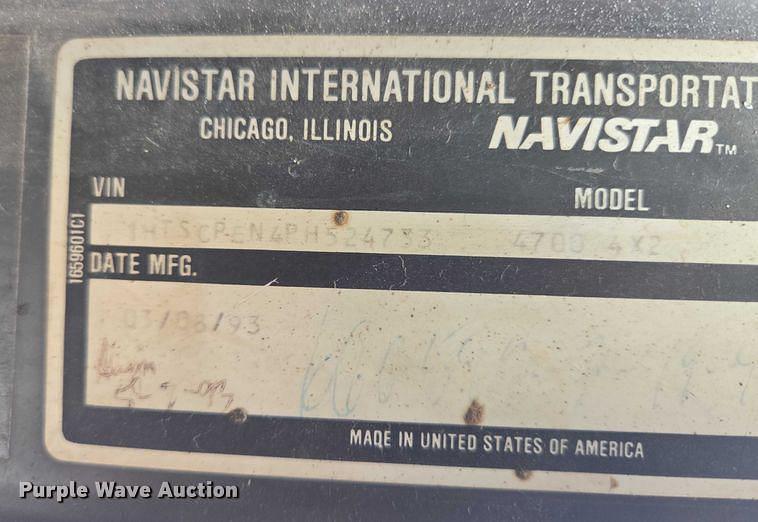 NAVISTAR INTERNATIONAL TRANSPORTAT
CHICAGO, ILLINOIS NAVISTAR™
VIN MODEL
1HTSCPEN4PH524733 4700 4X2
1659601C1
DATE MFG.
03/08/93
MADE IN UNITED STATES OF AMERICA
Purple Wave Auction